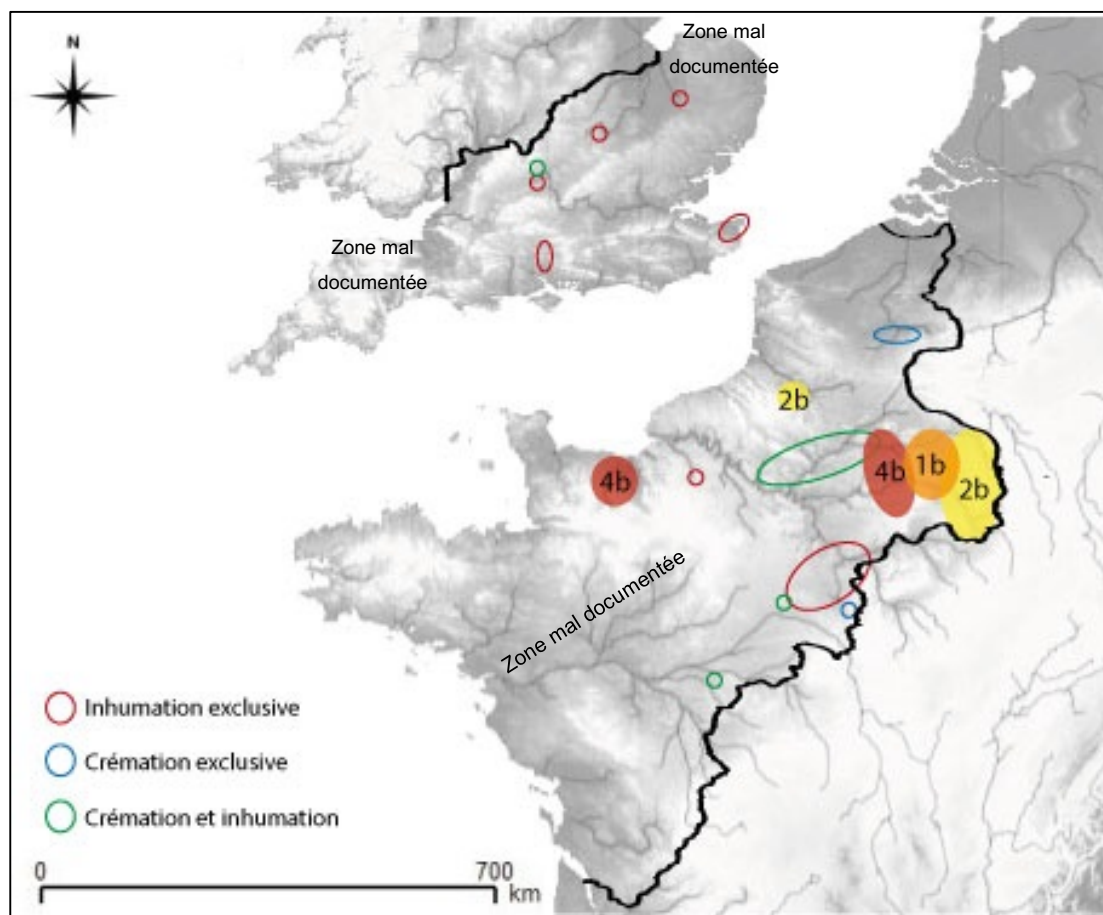 N
Zone mal
documentée
Zone mal
documentée
2b
4b
4b
1b
2b
Zone mal documentée
Inhumation exclusive
Crémation exclusive
Crémation et inhumation
0
700
km